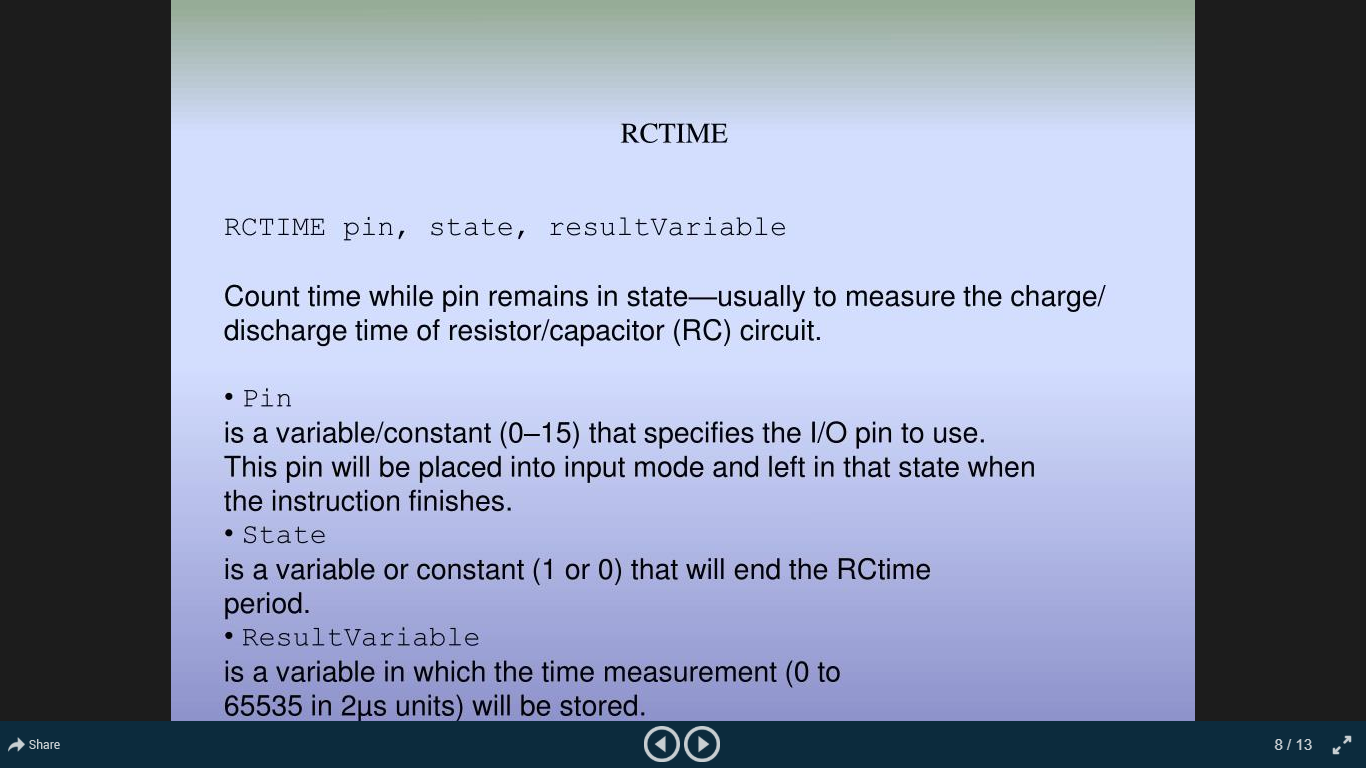 RCTIME
RCTIME pin, state, resultVariable
Count time while pin remains in state—usually to measure the charge/
discharge time of resistor/capacitor (RC) circuit.
• Pin
is a variable/constant (0–15) that specifies the I/O pin to use.
This pin will be placed into input mode and left in that state when
the instruction finishes.
• State
is a variable or constant (1 or 0) that will end the RCtime
period.
• ResultVariable
is a variable in which the time measurement (0 to
65535 in 2µs units) will be stored.
Share
8 / 13